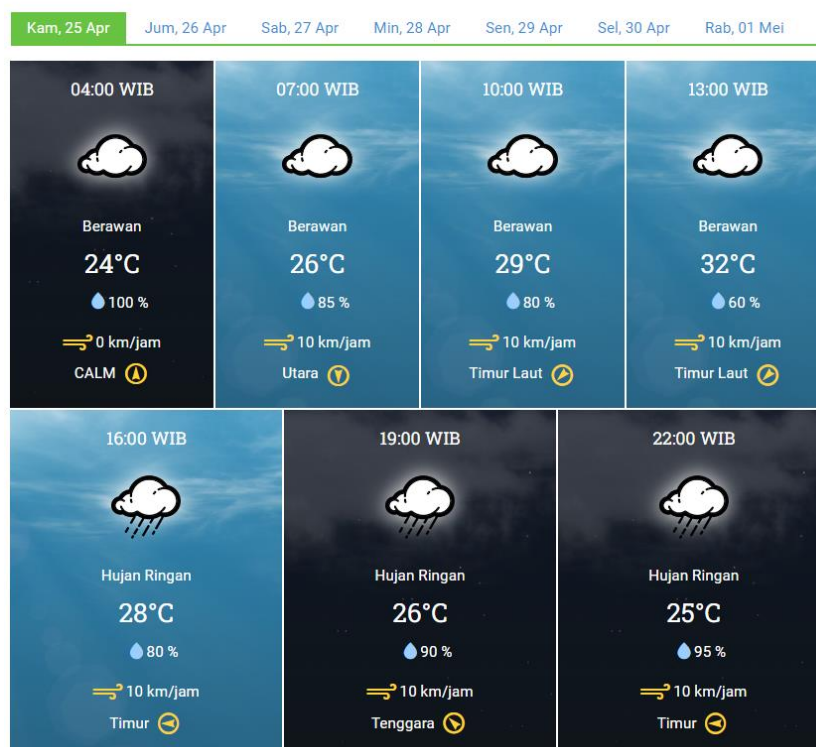 Kam, 25 Apr Jum, 26 Apr Sab, 27 Apr Min, 28 Apr Sen, 29 Apr Sel, 30 Apr Rab, 01 Mei
04:00 WIB
Berawan
24°C
100 %
0 km/jam
CALM
07:00 WIB
Berawan
26°C
85 %
10 km/jam
Utara
10:00 WIB
Berawan
29°C
80 %
10 km/jam
Timur Laut
13:00 WIB
Berawan
32°C
60 %
10 km/jam
Timur Laut
16:00 WIB
Hujan Ringan
28°C
80 %
10 km/jam
Timur
19:00 WIB
Hujan Ringan
26°C
90 %
10 km/jam
Tenggara
22:00 WIB
Hujan Ringan
25°C
95 %
10 km/jam
Timur